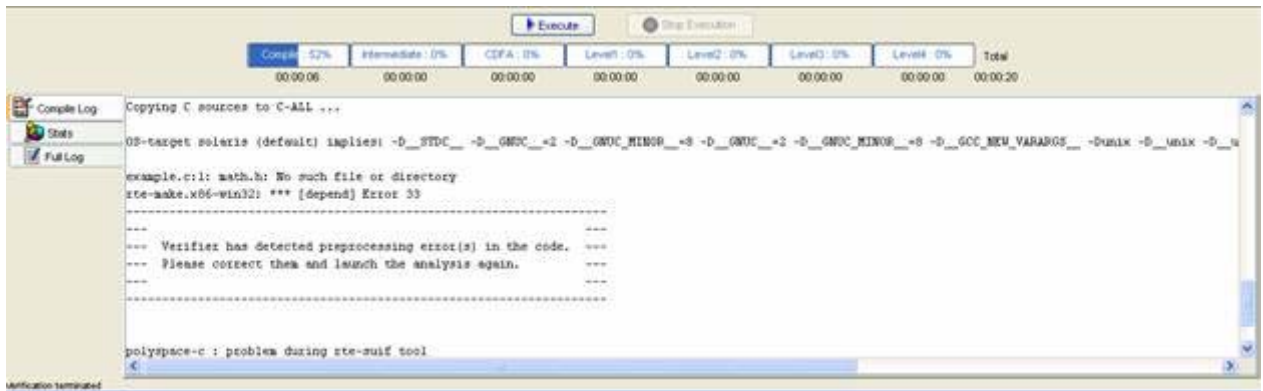 Execute
Stop Execution
Compile 52%
Intermediate : 0%
CDFA : 0%
Level1 : 0%
Level2 : 0%
Level3 : 0%
Level4 : 0%
Total
00:00:06
00:00:00
00:00:00
00:00:00
00:00:00
00:00:00
00:00:00
00:00:20
Compile Log
Stats
Full Log
Copying C sources to C-ALL ...
OS-target solaris (default) implies: -D__STDC__ -D__GNUC__=2 -D__GNUC_MINOR__=8 -D__GNUC__=2 -D__GNUC_MINOR__=8 -D__GCC_NEW_VARARGS__ -Dunix -D__unix -D__u
example.c:1: math.h: No such file or directory
rte-make.x86-win32: *** [depend] Error 33
---------------------------------------------------------------------
--- ---
--- Verifier has detected preprocessing error(s) in the code. ---
--- Please correct them and launch the analysis again. ---
--- ---
---------------------------------------------------------------------
polyspace-c : problem during rte-suif tool
Verification terminated